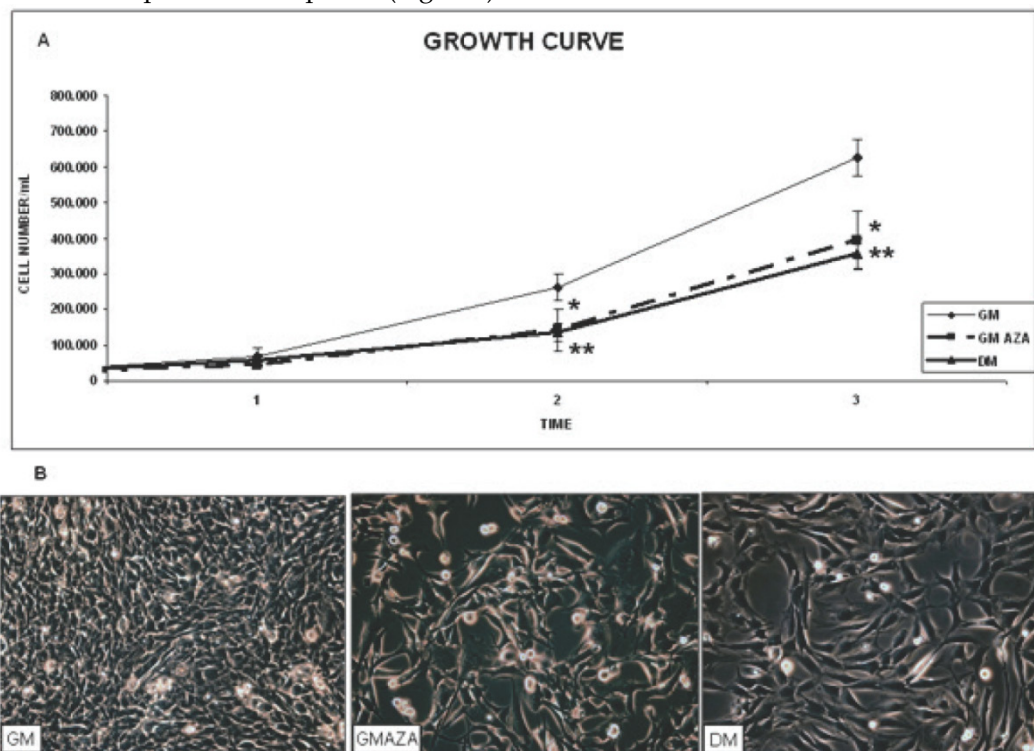 A
GROWTH CURVE
800.000
700.000
600.000
500.000
400.000
300.000
200.000
100.000
0
CELL NUMBER/mL
*
**
*
**
1
2
3
TIME
GM
GM AZA
DM
B
GM
GMAZA
DM